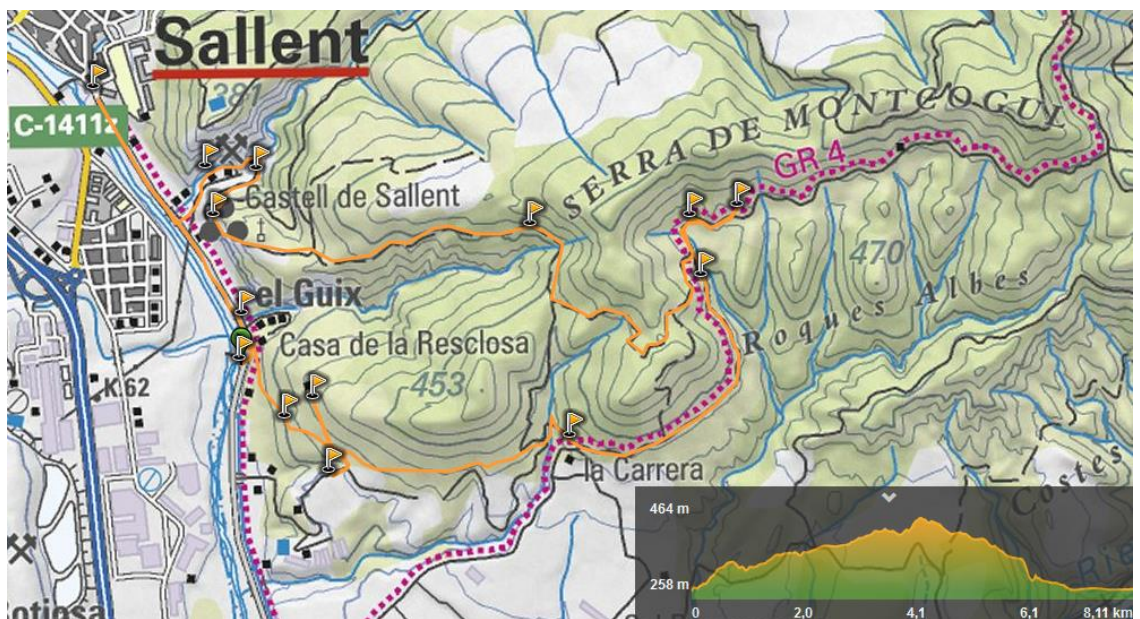 Sallent
381
C-1411z
SERRA DE MONTCOGUL
GR 4
Castell de Sallent
470
el Guix
Roques Albes
Casa de la Resclosa
453
K.62
la Carrera
Costes
464 m
258 m
0
2,0
4,1
6,1
8,11 km